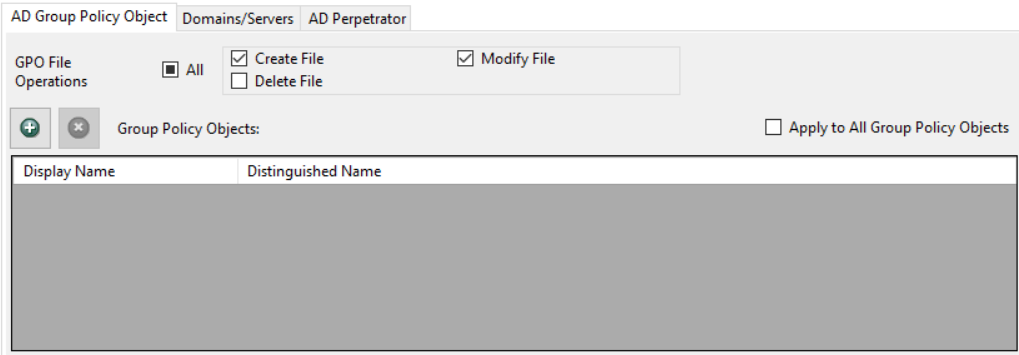 AD Group Policy Object Domains/Servers AD Perpetrator
GPO File
Operations
All
Create File
Modify File
Delete File
Group Policy Objects:
Apply to All Group Policy Objects
Display Name Distinguished Name